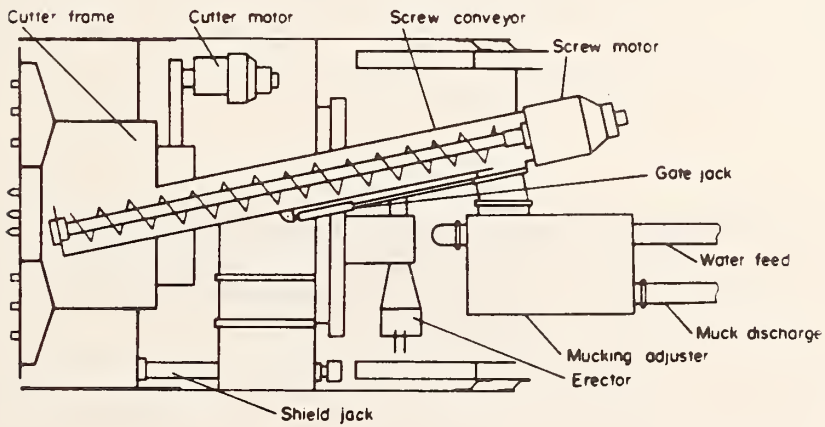 Cutter frame
Cutter motor
Screw conveyor
Screw motor
Gate jack
Water feed
Muck discharge
Mucking adjuster
Erector
Shield jack